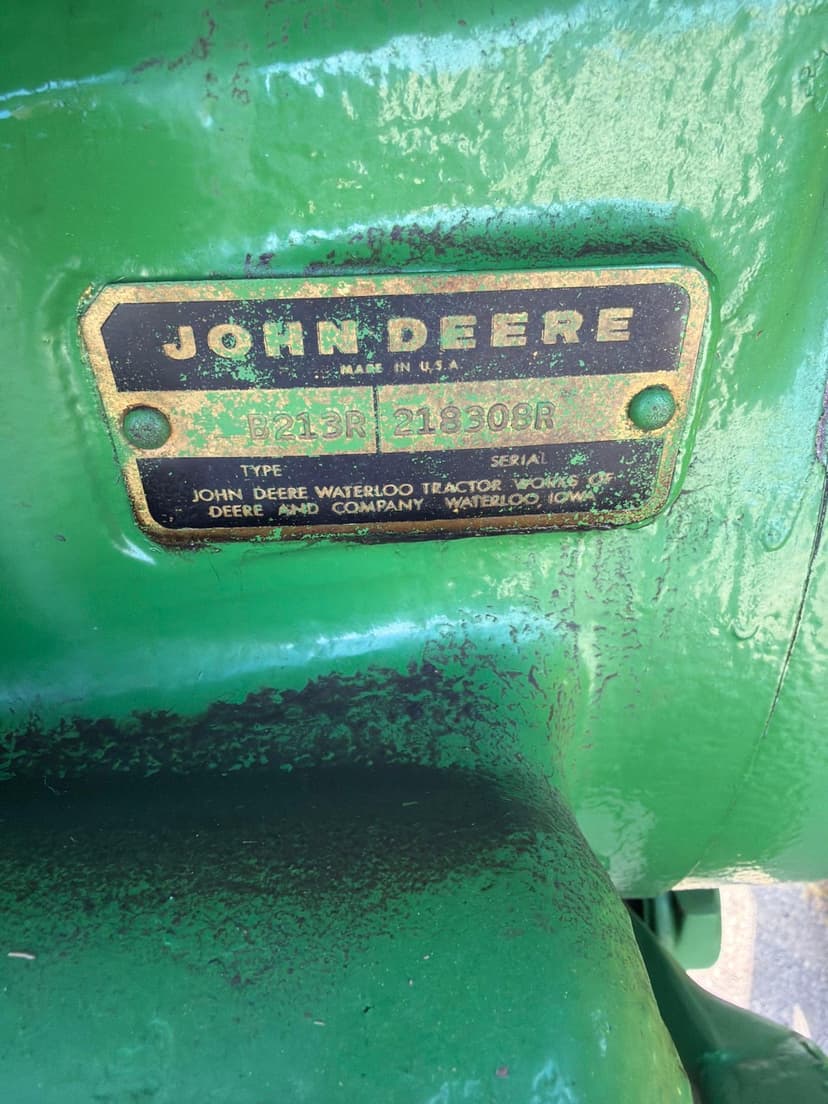 JOHN DEERE
MADE IN U.S.A.
B213R 218308R
TYPE SERIAL
JOHN DEERE WATERLOO TRACTOR WORKS OF
DEERE AND COMPANY WATERLOO, IOWA